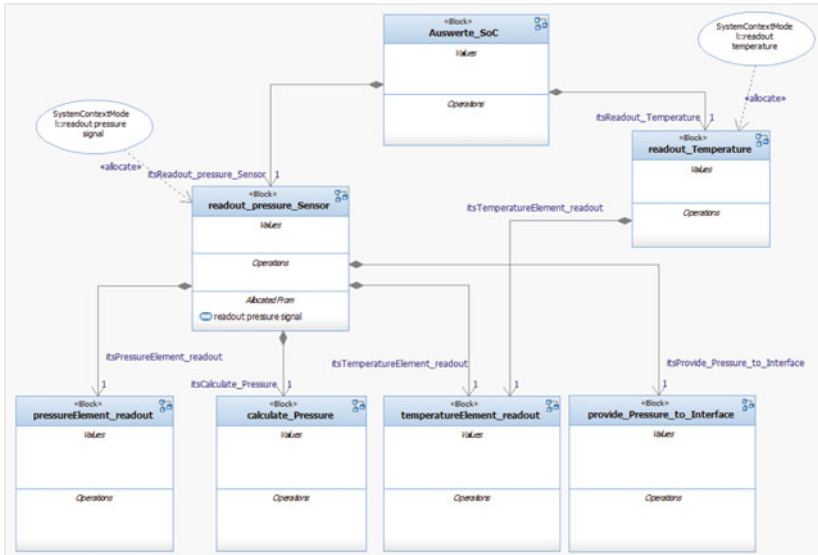 «Block»
Auswerte_SoC
Values
Operations
SystemContextMode
l::readout
temperature
«allocate»
SystemContextMode
l::readout pressure
signal
«allocate»
itsReadout_Temperature
1
«Block»
readout_Temperature
Values
Operations
itsReadout_pressure_Sensor
1
«Block»
readout_pressure_Sensor
Values
Operations
Allocated From
readout pressure signal
itsTemperatureElement_readout
itsPressureElement_readout
1
itsCalculate_Pressure
1
itsTemperatureElement_readout
1
1
itsProvide_Pressure_to_Interface
1
«Block»
pressureElement_readout
Values
Operations
«Block»
calculate_Pressure
Values
Operations
«Block»
temperatureElement_readout
Values
Operations
«Block»
provide_Pressure_to_Interface
Values
Operations